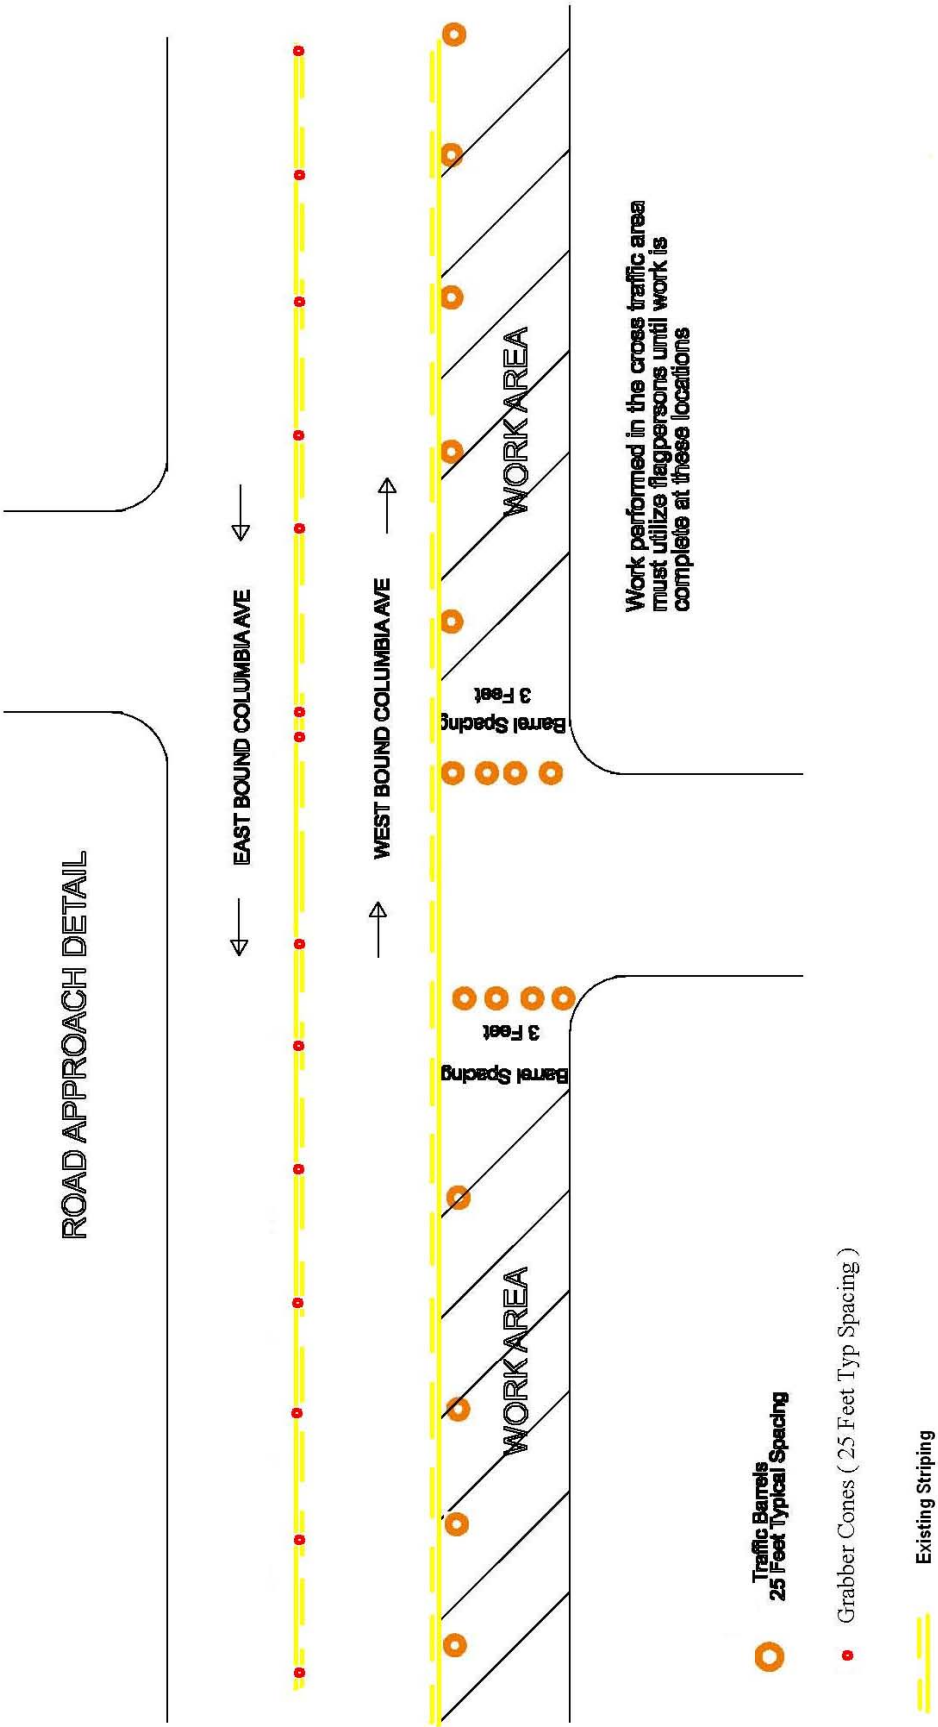 ROAD APPROACH DETAIL
EAST BOUND COLUMBIA AVE
WEST BOUND COLUMBIA AVE
Barrel Spacing
3 Feet
Barrel Spacing
3 Feet
WORK AREA
WORK AREA
Work performed in the cross traffic area
must utilize flagpersons until work is
complete at these locations
Traffic Barrels
25 Feet Typical Spacing
Grabber Cones ( 25 Feet Typ Spacing )
Existing Striping